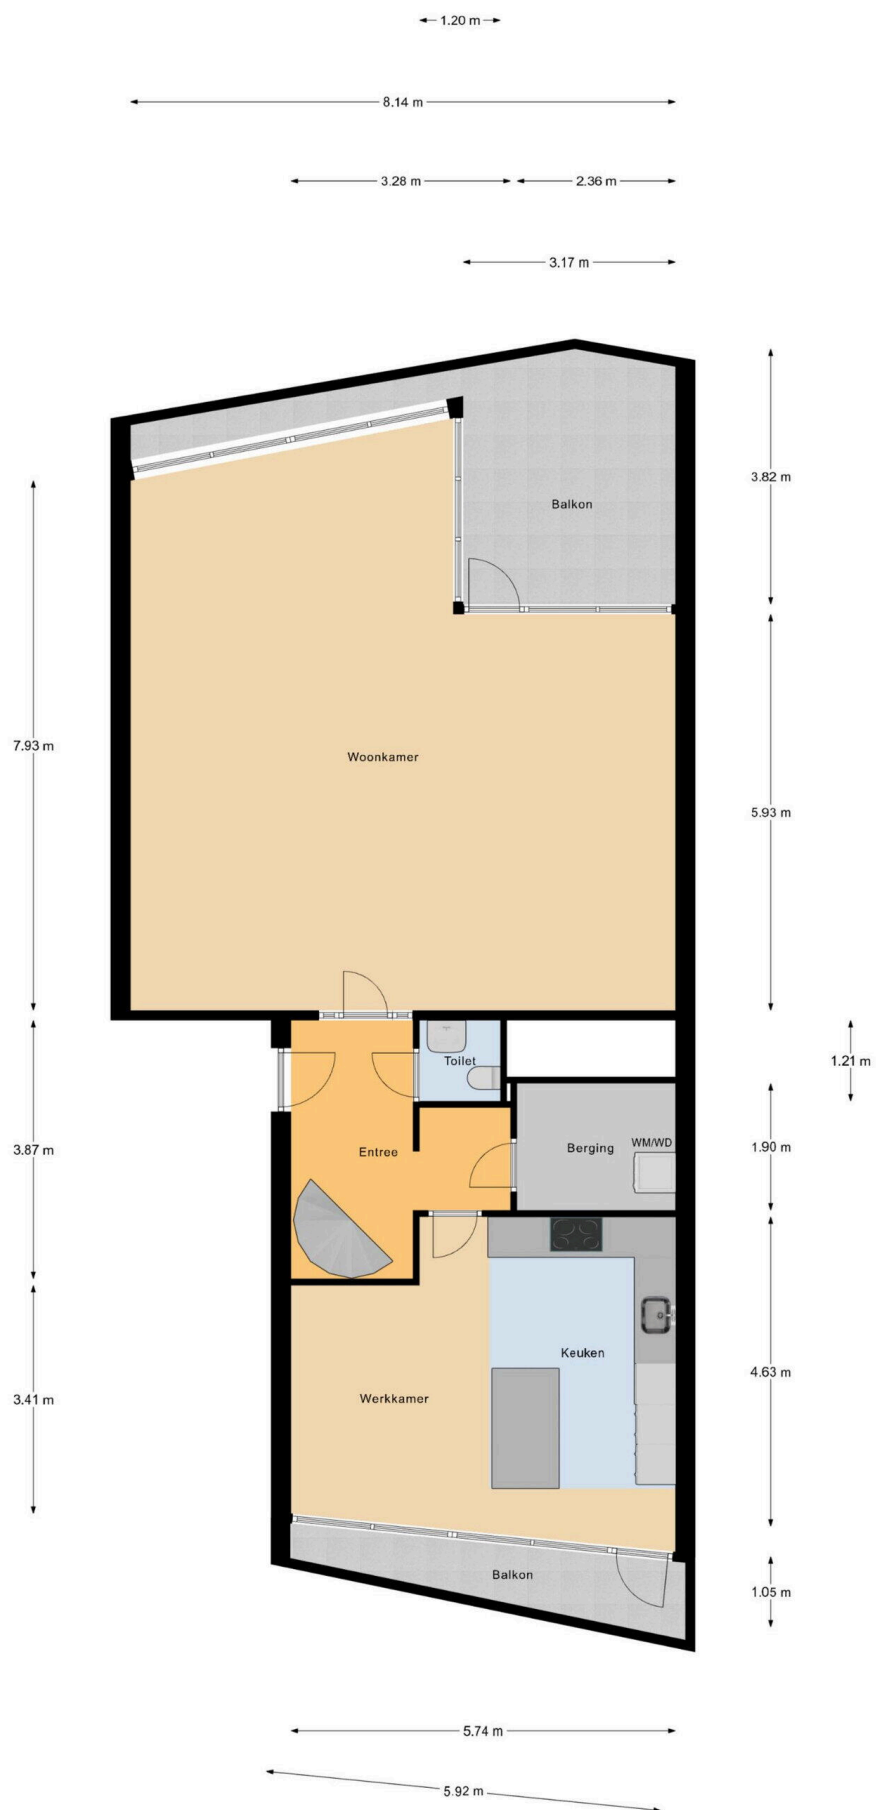 1.20 m
8.14 m
3.28 m
2.36 m
3.17 m
3.82 m
Balkon
7.93 m
Woonkamer
5.93 m
Toilet
1.21 m
Entree
Berging
WM/WD
3.87 m
1.90 m
Keuken
Werkkamer
3.41 m
4.63 m
Balkon
1.05 m
5.74 m
5.92 m